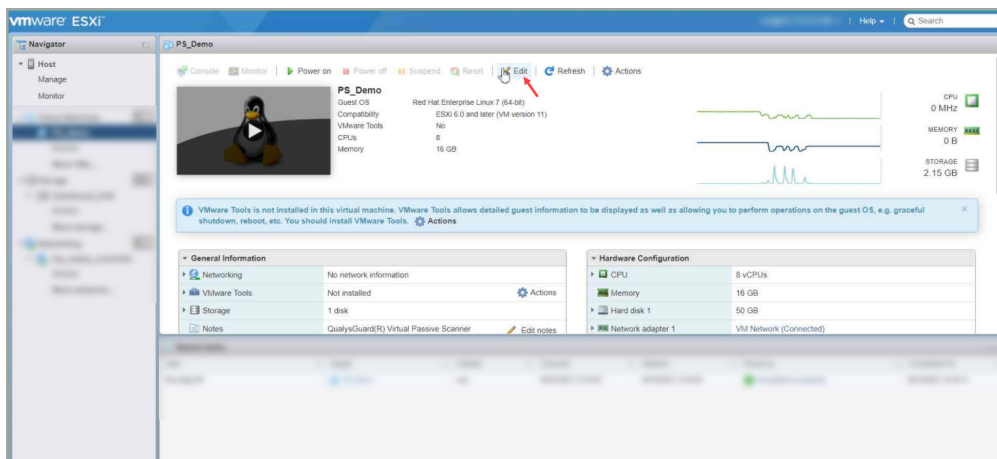 vmware ESXi™
Help
Search
Navigator
PS_Demo
Host
Manage
Monitor
Console Monitor Power on Power off Suspend Reset Edit Refresh Actions
PS_Demo
Guest OS Red Hat Enterprise Linux 7 (64-bit)
Compatibility ESXi 6.0 and later (VM version 11)
VMware Tools No
CPUs 8
Memory 16 GB
CPU
0 MHz
MEMORY
0 B
STORAGE
2.15 GB
VMware Tools is not installed in this virtual machine. VMware Tools allows detailed guest information to be displayed as well as allowing you to perform operations on the guest OS, e.g. graceful
shutdown, reboot, etc. You should install VMware Tools. Actions
General Information
Networking No network information
VMware Tools Not installed Actions
Storage 1 disk
Notes QualysGuard(R) Virtual Passive Scanner Edit notes
Hardware Configuration
CPU 8 vCPUs
Memory 16 GB
Hard disk 1 50 GB
Network adapter 1 VM Network (Connected)